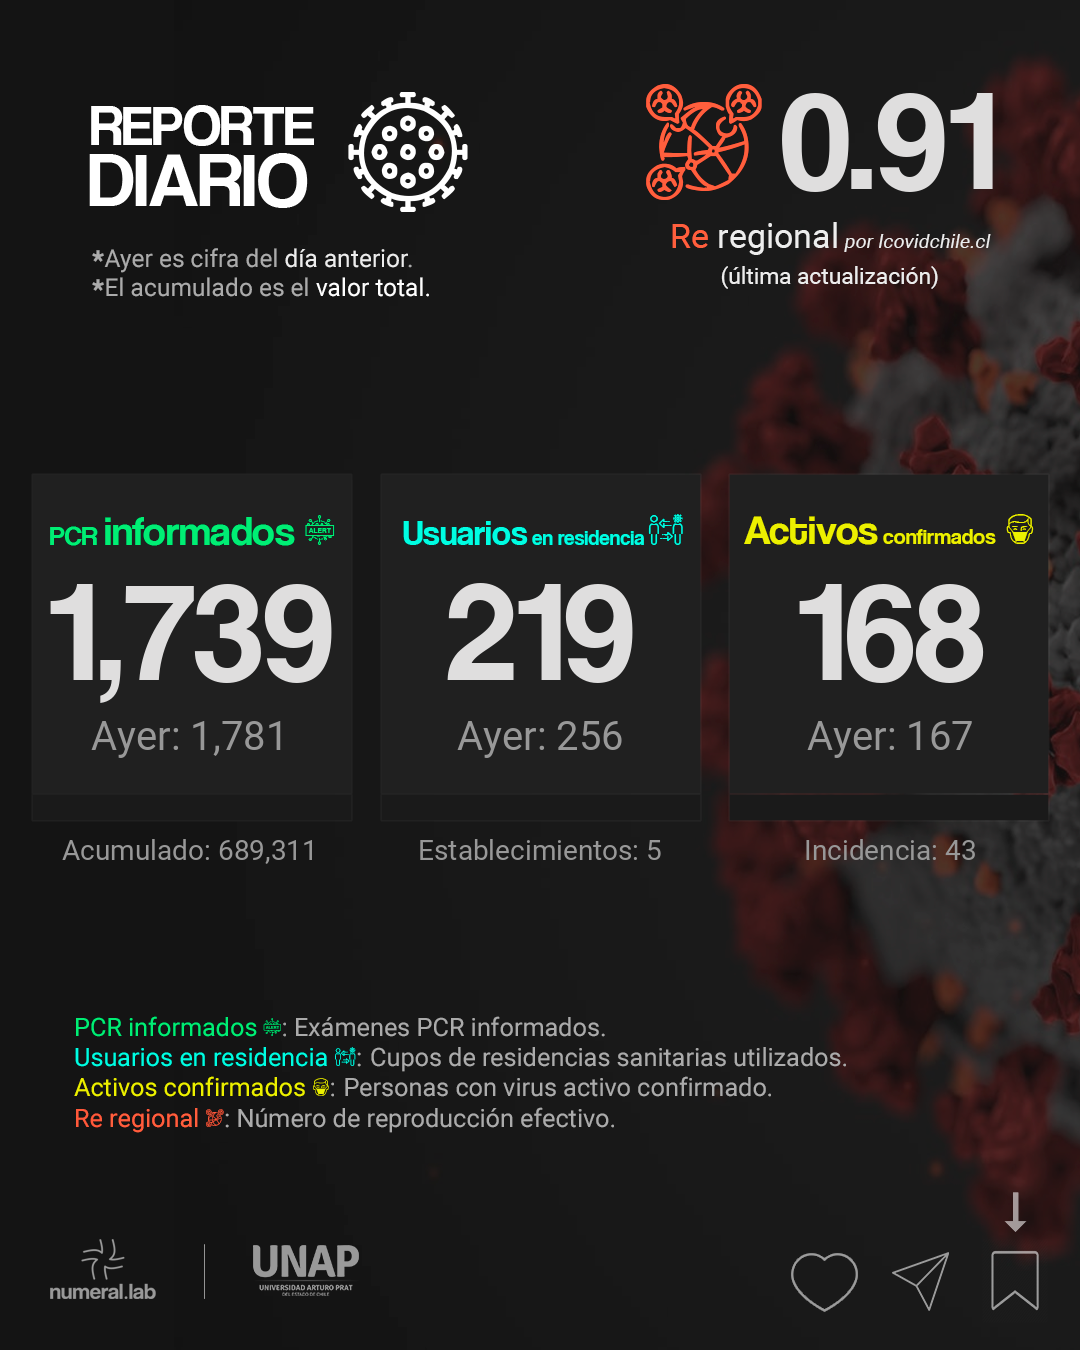 REPORTE
DIARIO
*Ayer es cifra del día anterior.
*El acumulado es el valor total.
0.91
Re regional por Icovidchile.cl
(última actualización)
PCR informados ALERT
1,739
Ayer: 1,781
Acumulado: 689,311
Usuarios en residencia
219
Ayer: 256
Establecimientos: 5
Activos confirmados
168
Ayer: 167
Incidencia: 43
PCR informados ALERT: Exámenes PCR informados.
Usuarios en residencia : Cupos de residencias sanitarias utilizados.
Activos confirmados : Personas con virus activo confirmado.
Re regional : Número de reproducción efectivo.
numeral.lab
UNAP
UNIVERSIDAD ARTURO PRAT
DEL ESTADO DE CHILE